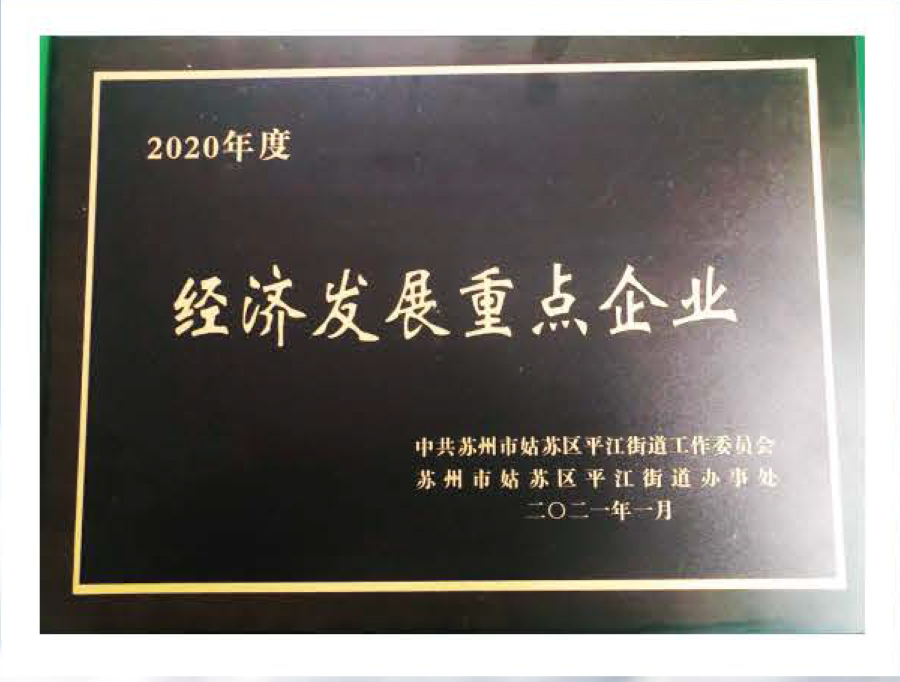 2020年度
经济发展重点企业
中共苏州市姑苏区平江街道工作委员会
苏州市姑苏区平江街道办事处
二〇二一年一月